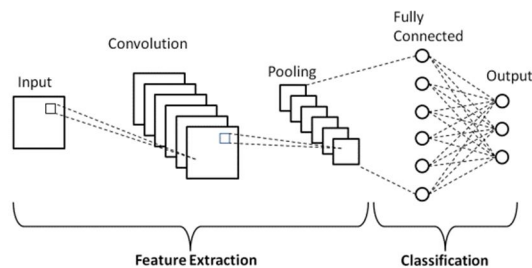 Input
Convolution
Pooling
Fully
Connected
Output
Feature Extraction
Classification